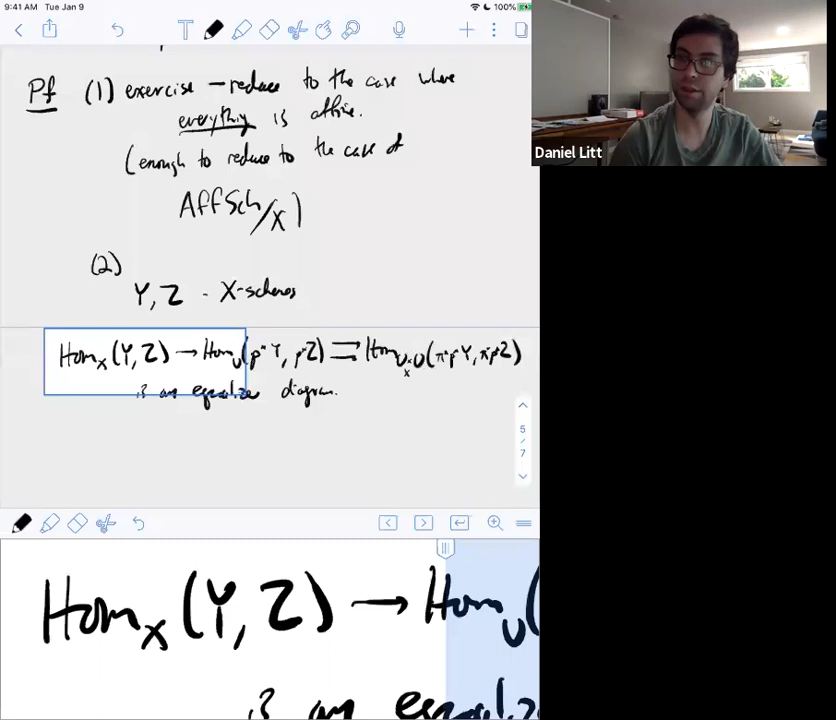 9:41 AM Tue Jan 9
100%
Pf (1) exercise - reduce to the case where
everything is affine.
(enough to reduce to the case of
AffSch/X)
(2)
Y, Z - X-schemes
Hom_X(Y, Z) → Hom_U(p*Y, p*Z) ⇉ Hom_{U×_X U}(π*p*Y, π*p*Z)
is an equalizer diagram.
5
/
7
Hom_X (Y, Z) → Hom_U (
is an equaliz
Daniel Litt